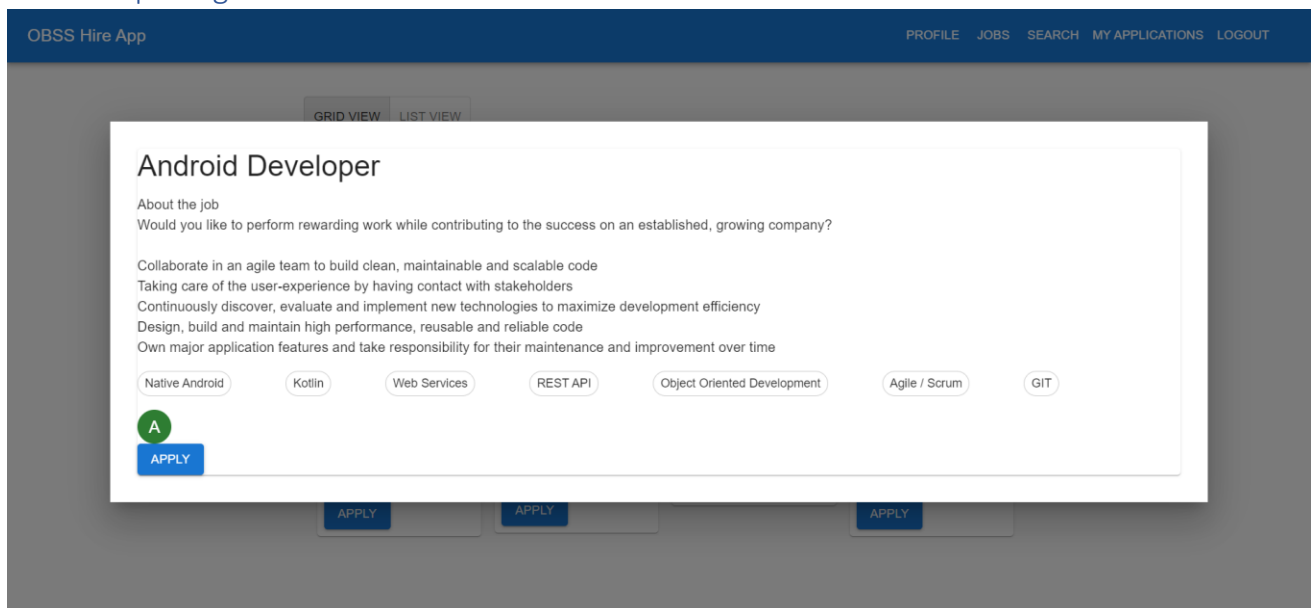 OBSS Hire App
PROFILE JOBS SEARCH MY APPLICATIONS LOGOUT
GRID VIEW LIST VIEW
Android Developer
About the job
Would you like to perform rewarding work while contributing to the success on an established, growing company?
Collaborate in an agile team to build clean, maintainable and scalable code
Taking care of the user-experience by having contact with stakeholders
Continuously discover, evaluate and implement new technologies to maximize development efficiency
Design, build and maintain high performance, reusable and reliable code
Own major application features and take responsibility for their maintenance and improvement over time
Native Android Kotlin Web Services REST API Object Oriented Development Agile / Scrum GIT
A
APPLY
APPLY APPLY APPLY